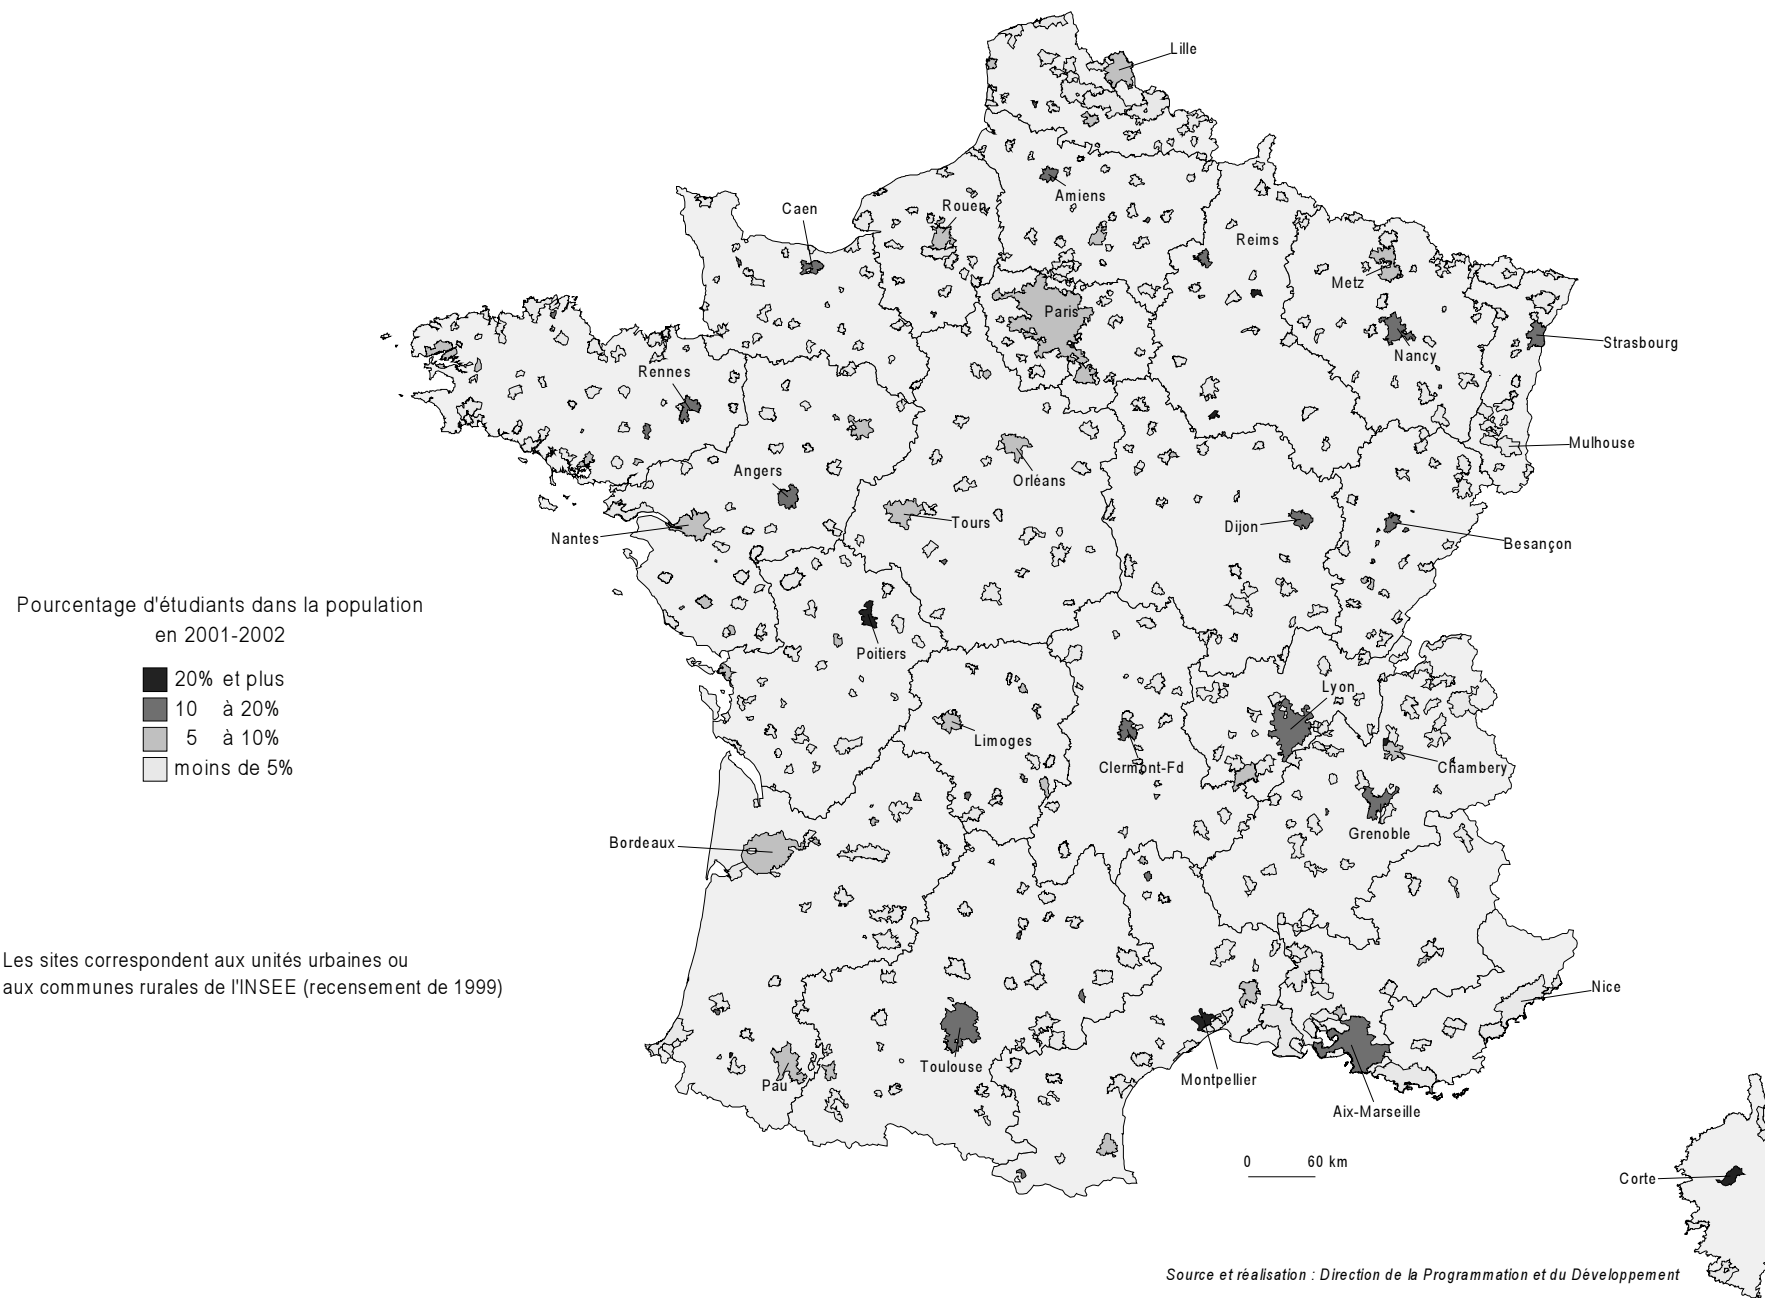 Lille
Amiens
Rouen
Caen
Reims
Metz
Paris
Strasbourg
Nancy
Rennes
Mulhouse
Angers
Orléans
Tours
Dijon
Nantes
Besançon
Pourcentage d'étudiants dans la population
en 2001-2002
20% et plus
10 à 20%
5 à 10%
moins de 5%
Poitiers
Lyon
Limoges
Clermont-Fd
Chambery
Grenoble
Bordeaux
Les sites correspondent aux unités urbaines ou
aux communes rurales de l'INSEE (recensement de 1999)
Nice
Toulouse
Pau
Montpellier
Aix-Marseille
0 60 km
Corte
Source et réalisation : Direction de la Programmation et du Développement